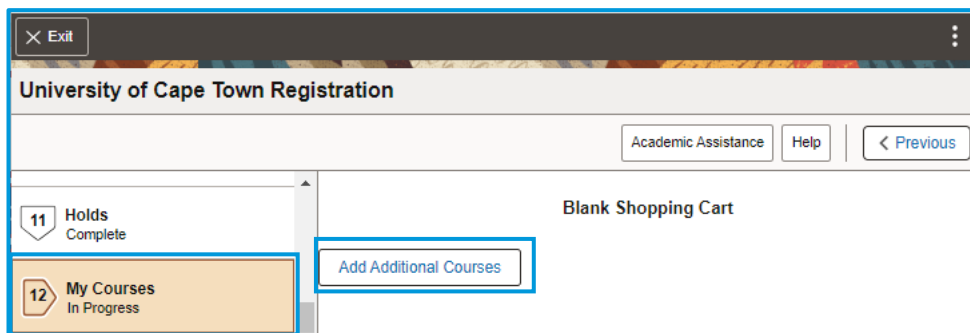 Exit
University of Cape Town Registration
Academic Assistance
Help
Previous
11
Holds
Complete
Blank Shopping Cart
Add Additional Courses
12
My Courses
In Progress